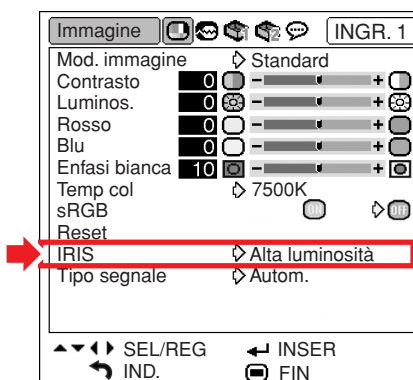 Immagine INGR. 1
Mod. immagine Standard
Contrasto 0 - +
Luminos. 0 - +
Rosso 0 - +
Blu 0 - +
Enfasi bianca 10 - +
Temp col 7500K
sRGB ON OFF
Reset
IRIS Alta luminosità
Tipo segnale Autom.
SEL/REG INSER
IND. FIN